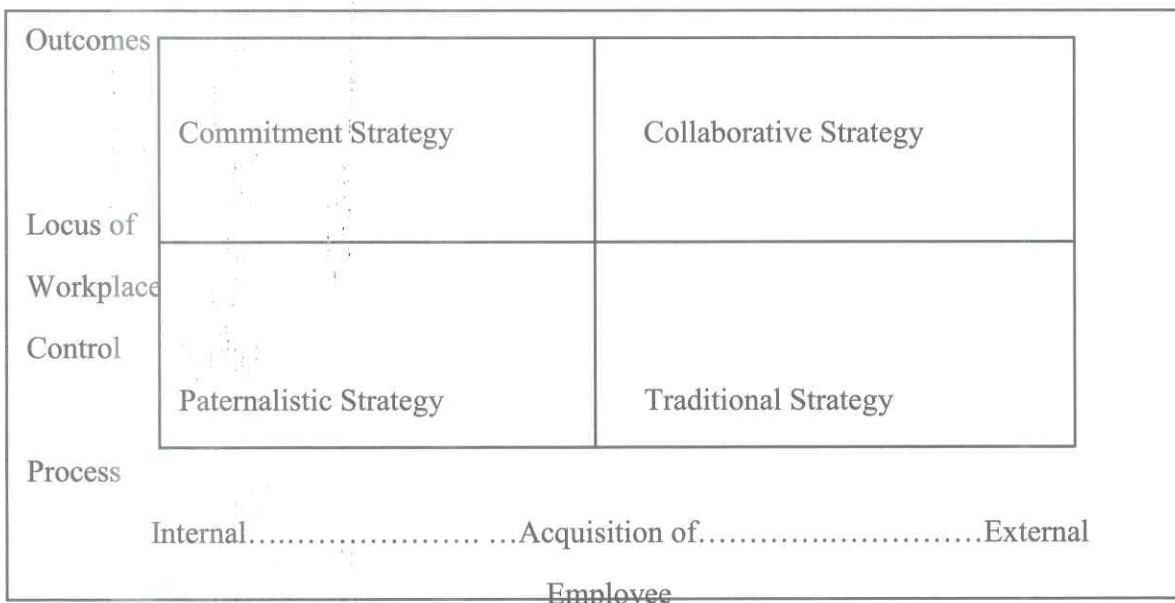 Outcomes
Commitment Strategy Collaborative Strategy
Locus of
Workplace
Control
Paternalistic Strategy Traditional Strategy
Process
Internal…………………. …Acquisition of…………..……………External
Employee